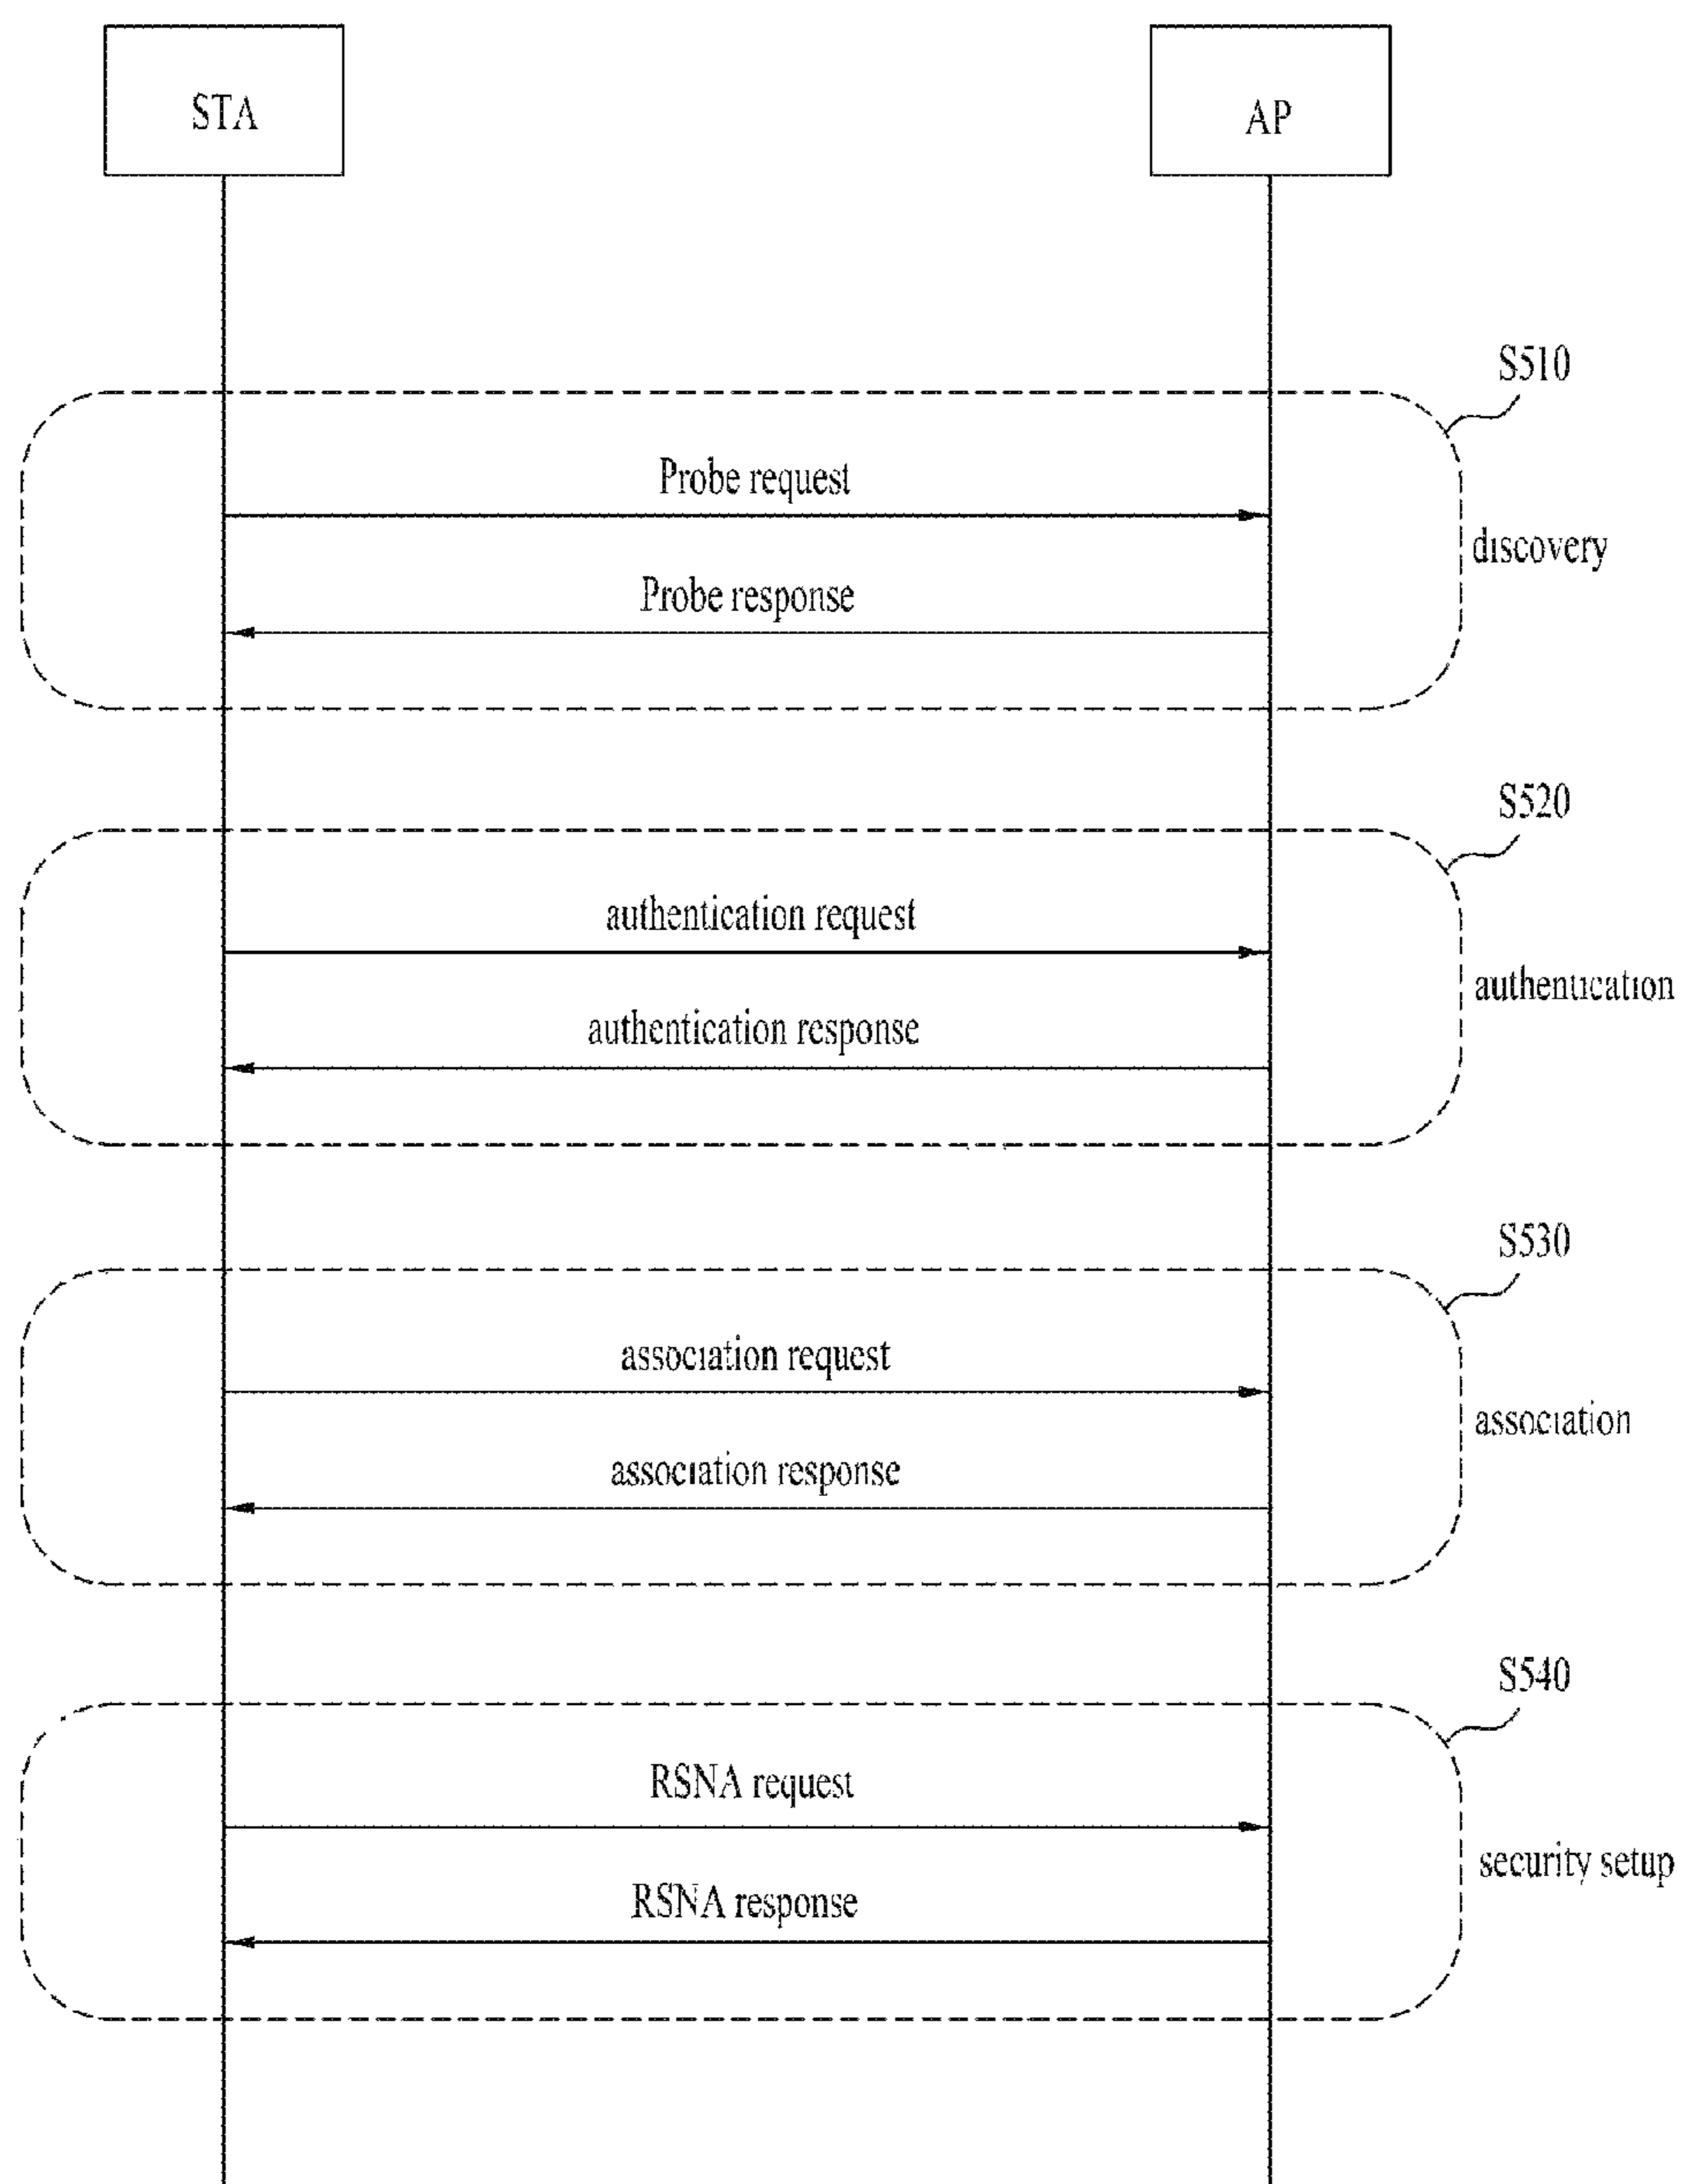 STA
AP
S510
Probe request
discovery
Probe response
S520
authentication request
authentication
authentication response
S530
association request
association
association response
S540
RSNA request
security setup
RSNA response